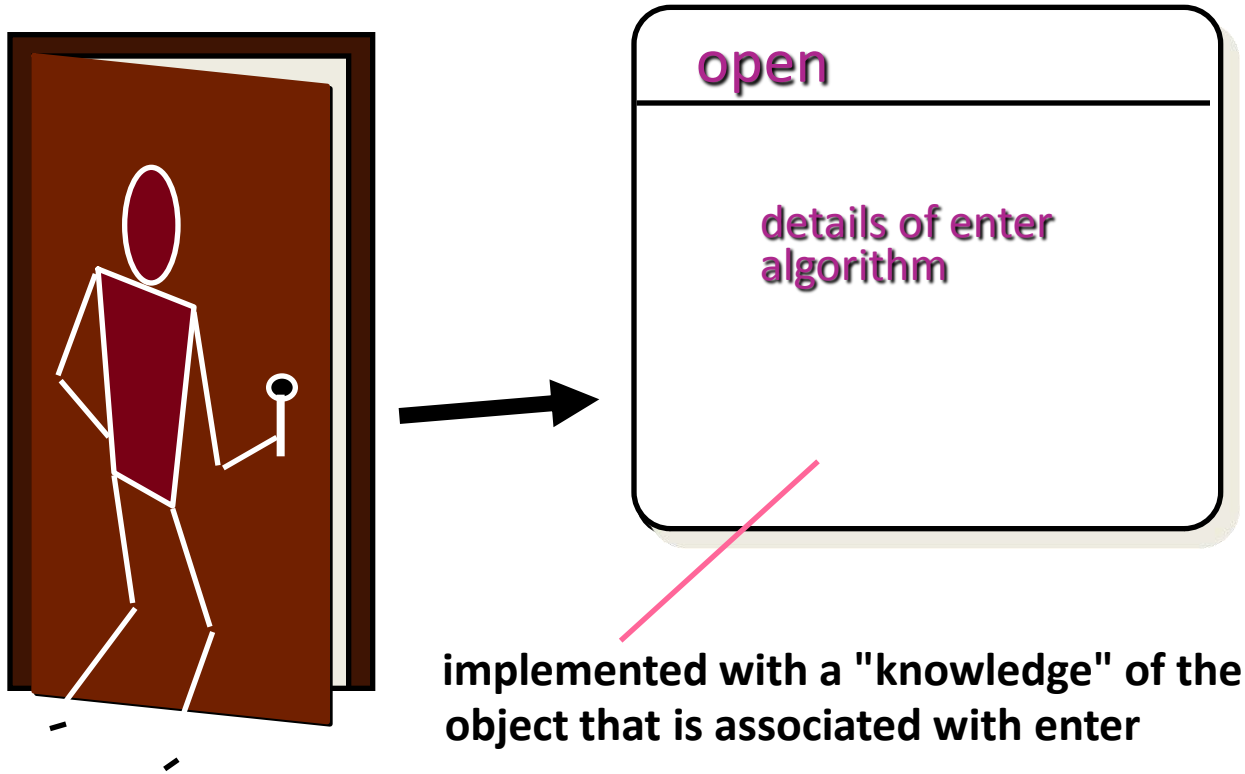 open
details of enter
algorithm
implemented with a "knowledge" of the
object that is associated with enter